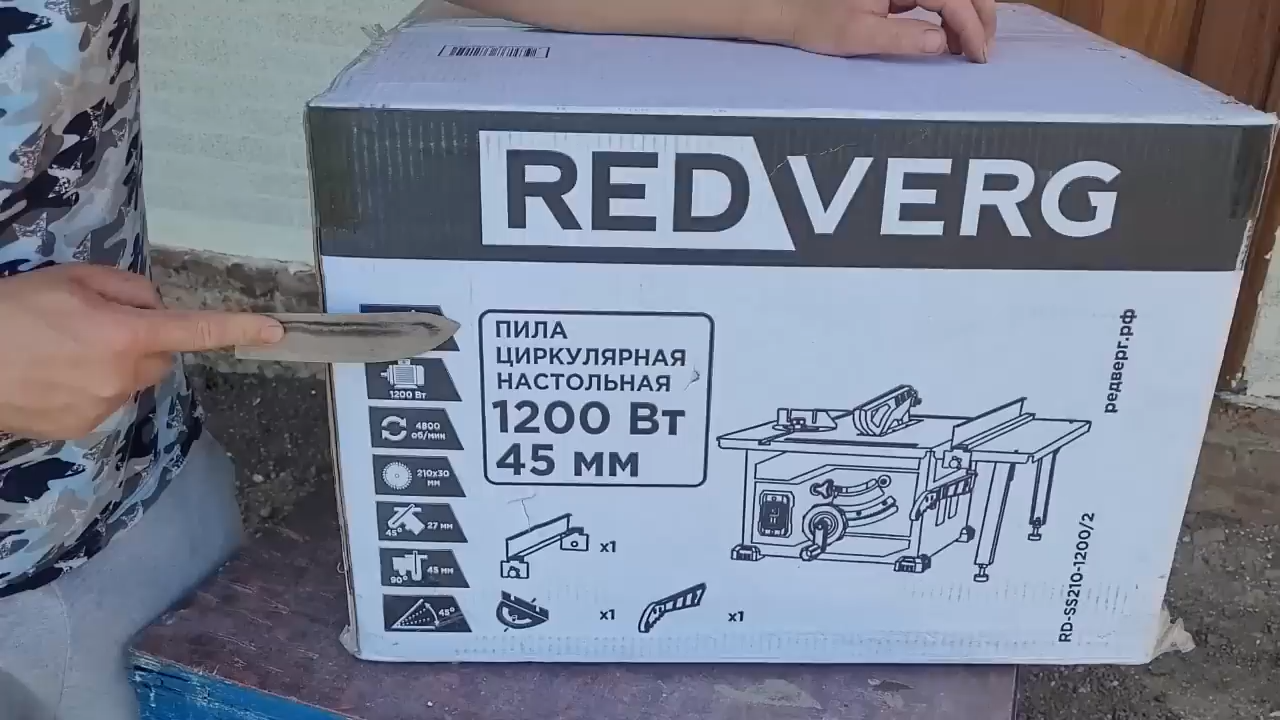 REDVERG
ПИЛА
ЦИРКУЛЯРНАЯ
НАСТОЛЬНАЯ
1200 Вт
45 мм
1200 Вт
4800
об/мин
210х30
мм
45° 27 мм
90° 45 мм
45°
x1
x1
x1
редверг.рф
RD-SS210-1200/2